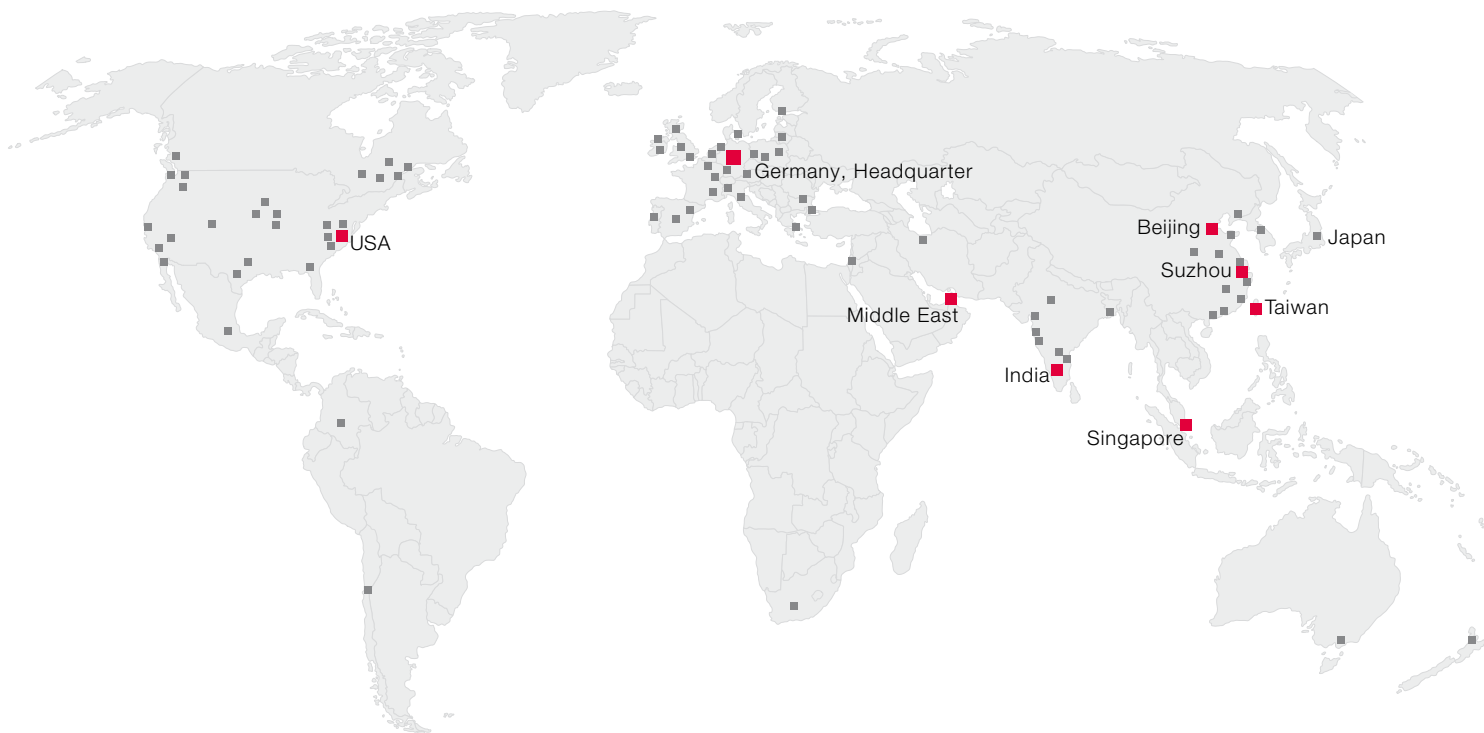 Germany, Headquarter
Beijing
Japan
USA
Suzhou
Taiwan
Middle East
India
Singapore